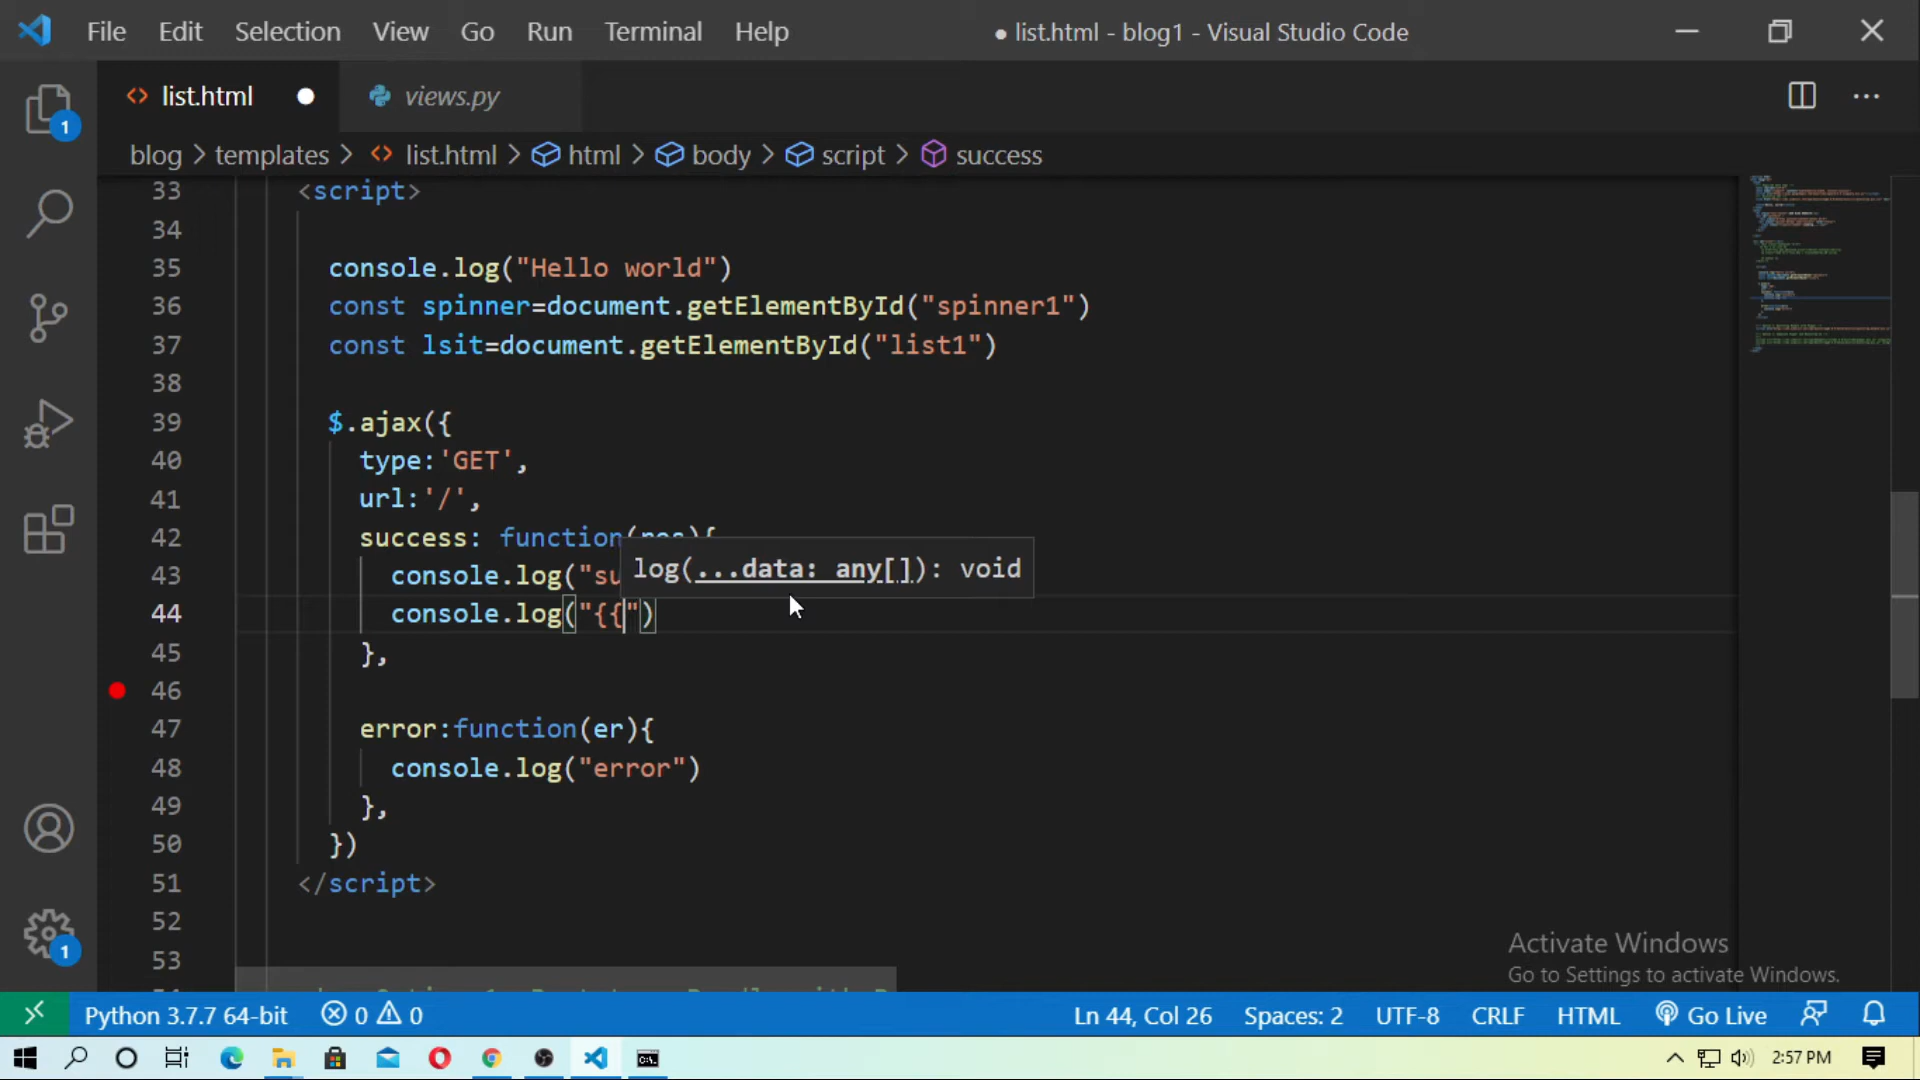 File Edit Selection View Go Run Terminal Help ● list.html - blog1 - Visual Studio Code
list.html views.py
blog > templates > list.html > html > body > script > success
1
33 <script>
34
35 console.log("Hello world")
36 const spinner=document.getElementById("spinner1")
37 const lsit=document.getElementById("list1")
38
39 $.ajax({
40 type:'GET',
41 url:'/',
42 success: function(res){
log(...data: any[]): void
43 console.log("su
44 console.log("{{")
45 },
46
47 error:function(er){
48 console.log("error")
49 },
50 })
51 </script>
52
53
1
Activate Windows
Go to Settings to activate Windows.
Python 3.7.7 64-bit 0 0 Ln 44, Col 26 Spaces: 2 UTF-8 CRLF HTML Go Live
2:57 PM